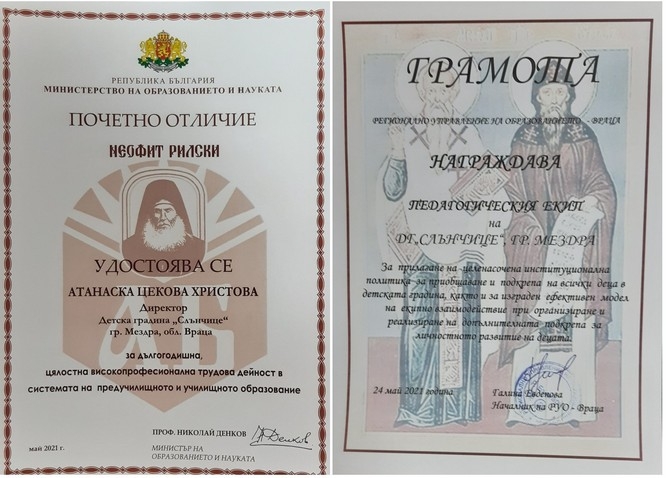 РЕПУБЛИКА БЪЛГАРИЯ
МИНИСТЕРСТВО НА ОБРАЗОВАНИЕТО И НАУКАТА
ПОЧЕТНО ОТЛИЧИЕ
НЕОФИТ РИЛСКИ
УДОСТОЯВА СЕ
АТАНАСКА ЦЕКОВА ХРИСТОВА
Директор
Детска градина „Слънчице“
гр. Мездра, обл. Враца
за дългогодишна,
цялостна високопрофесионална трудова дейност в
системата на предучилищното и училищното образование
ПРОФ. НИКОЛАЙ ДЕНКОВ
май 2021 г.
МИНИСТЪР НА
ОБРАЗОВАНИЕТО И НАУКАТА
ГРАМОТА
РЕГИОНАЛНО УПРАВЛЕНИЕ НА ОБРАЗОВАНИЕТО - ВРАЦА
НАГРАЖДАВА
ПЕДАГОГИЧЕСКИЯ ЕКИП
на
ДГ„СЛЪНЧИЦЕ“, ГР. МЕЗДРА
За прилагане на целенасочена институционална
политика за приобщаване и подкрепа на всички деца в
детската градина, както и за изграден ефективен модел
на екипно взаимодействие при организиране и
реализиране на допълнителната подкрепа за
личностното развитие на децата.
24 май 2021 година
Галина Евденова
Началник на РУО - Враца